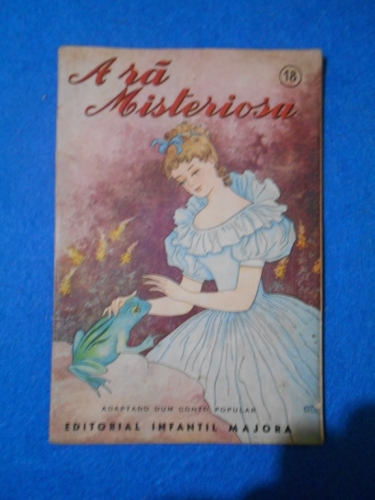 A rã
18
Misteriosa
ADAPTADO DUM CONTO POPULAR
EDITORIAL INFANTIL MAJORA